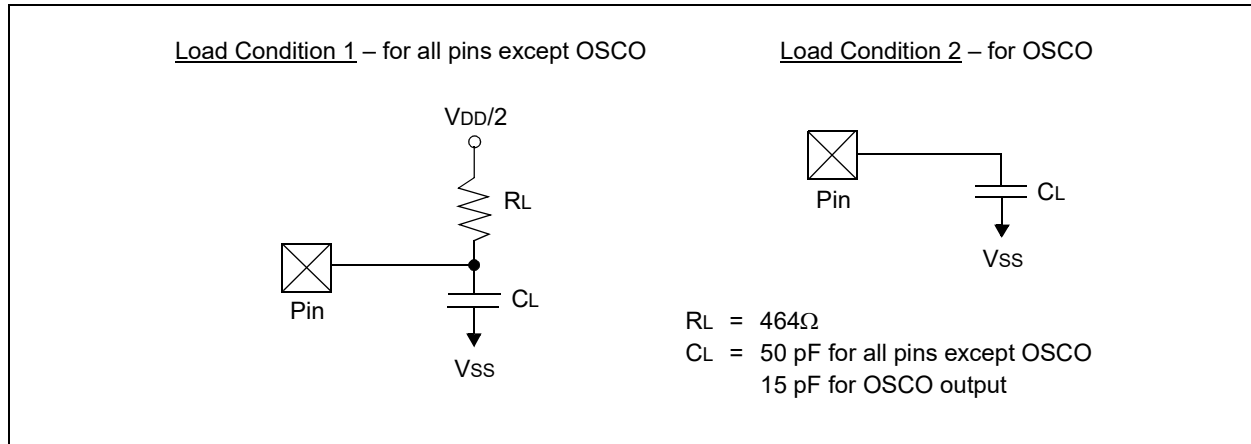 Load Condition 1 – for all pins except OSCO
VDD/2
RL
Pin
CL
VSS
Load Condition 2 – for OSCO
Pin
CL
VSS
RL = 464Ω
CL = 50 pF for all pins except OSCO
15 pF for OSCO output